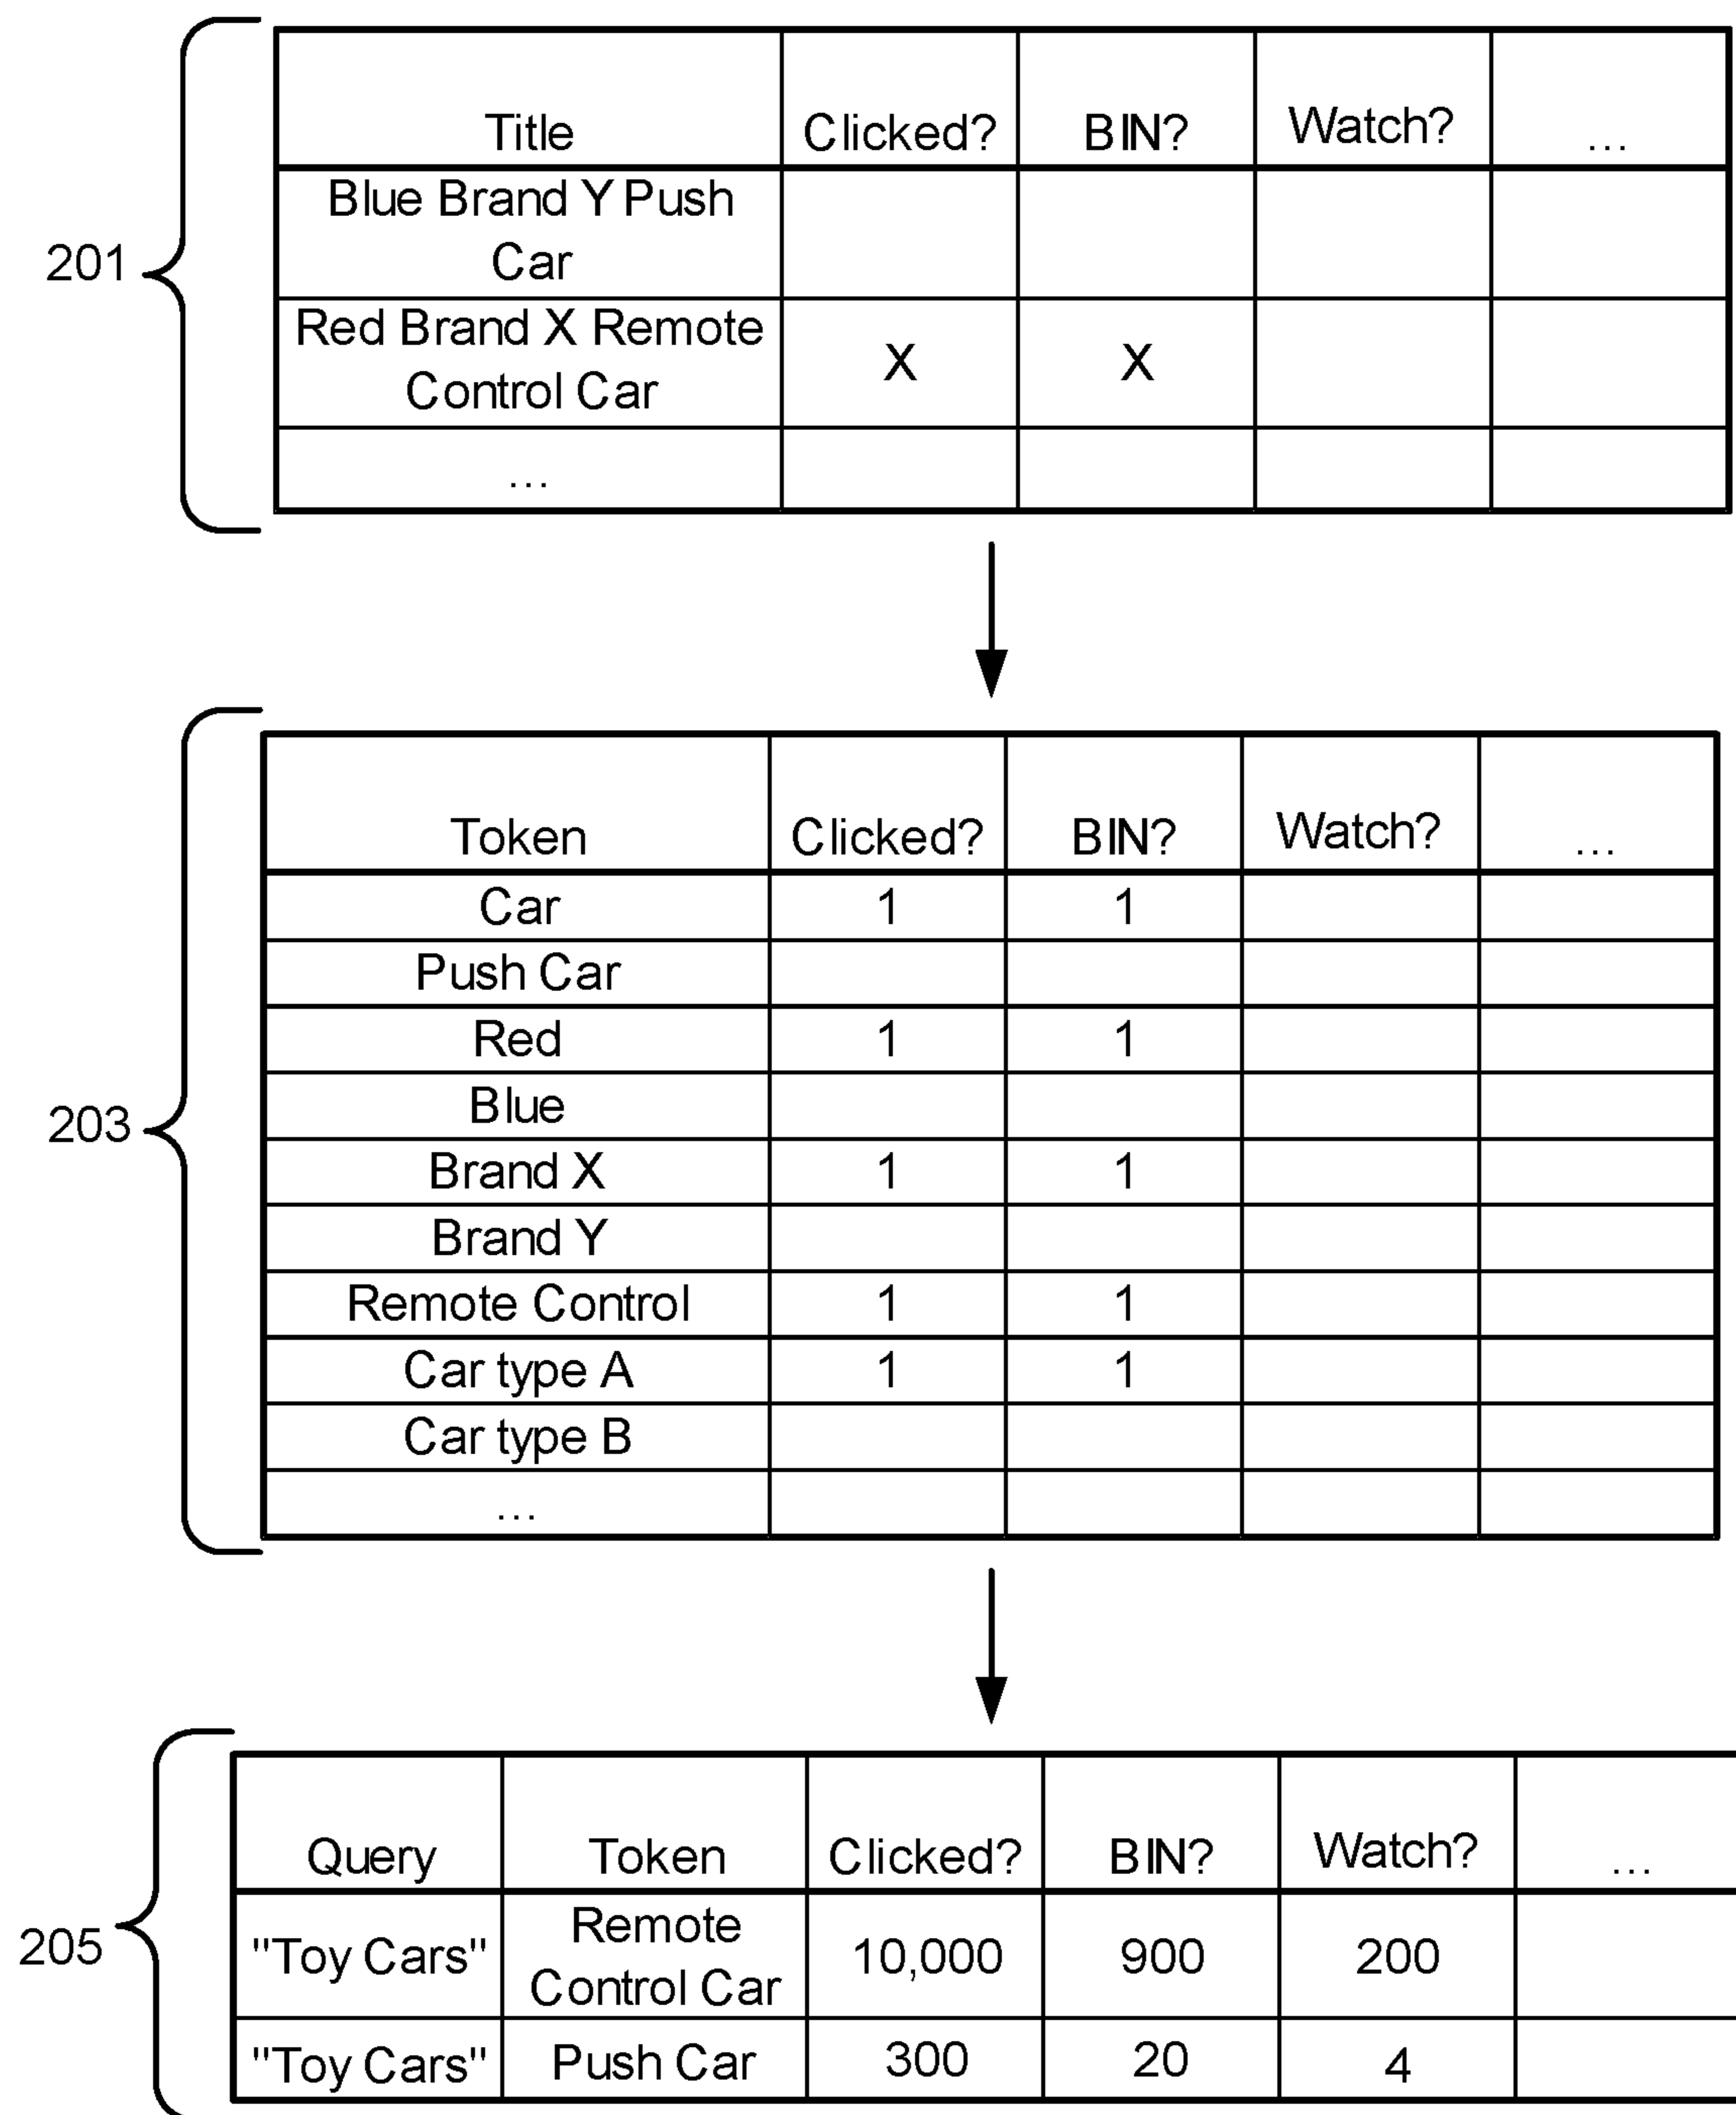 Title Clicked? BIN? Watch? ...
Blue Brand Y Push
Car
201
Red Brand X Remote
Control Car
X X
...
Token Clicked? BIN? Watch? ...
Car 1 1
Push Car
Red 1 1
Blue
203
Brand X 1 1
Brand Y
Remote Control 1 1
Car type A 1 1
Car type B
...
Query Token Clicked? BIN? Watch? ...
205
"Toy Cars" Remote
Control Car 10,000 900 200
"Toy Cars" Push Car 300 20 4